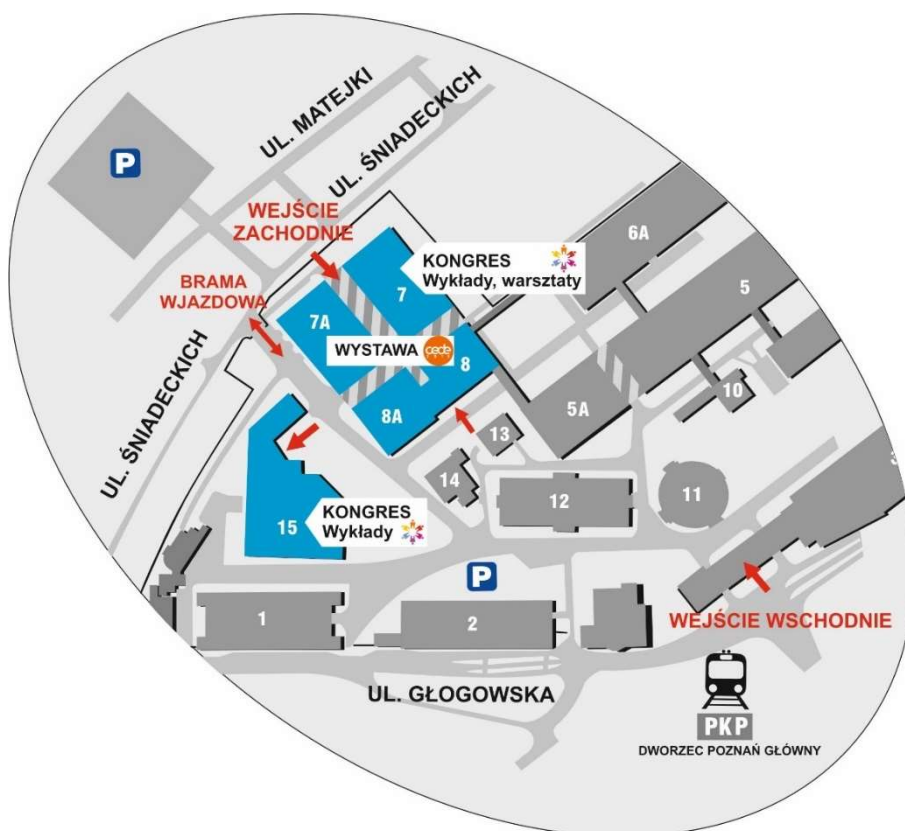 UL. MATEJKI
UL. ŚNIADECKICH
P
WEJŚCIE
ZACHODNIE
6A
KONGRES
Wykłady, warsztaty
BRAMA
WJAZDOWA
7
5
7A
WYSTAWA
cede
8
10
8A
5A
UL. ŚNIADECKICH
13
14
11
12
KONGRES
Wykłady
15
P
1
2
WEJŚCIE WSCHODNIE
UL. GŁOGOWSKA
PKP
DWORZEC POZNAŃ GŁÓWNY